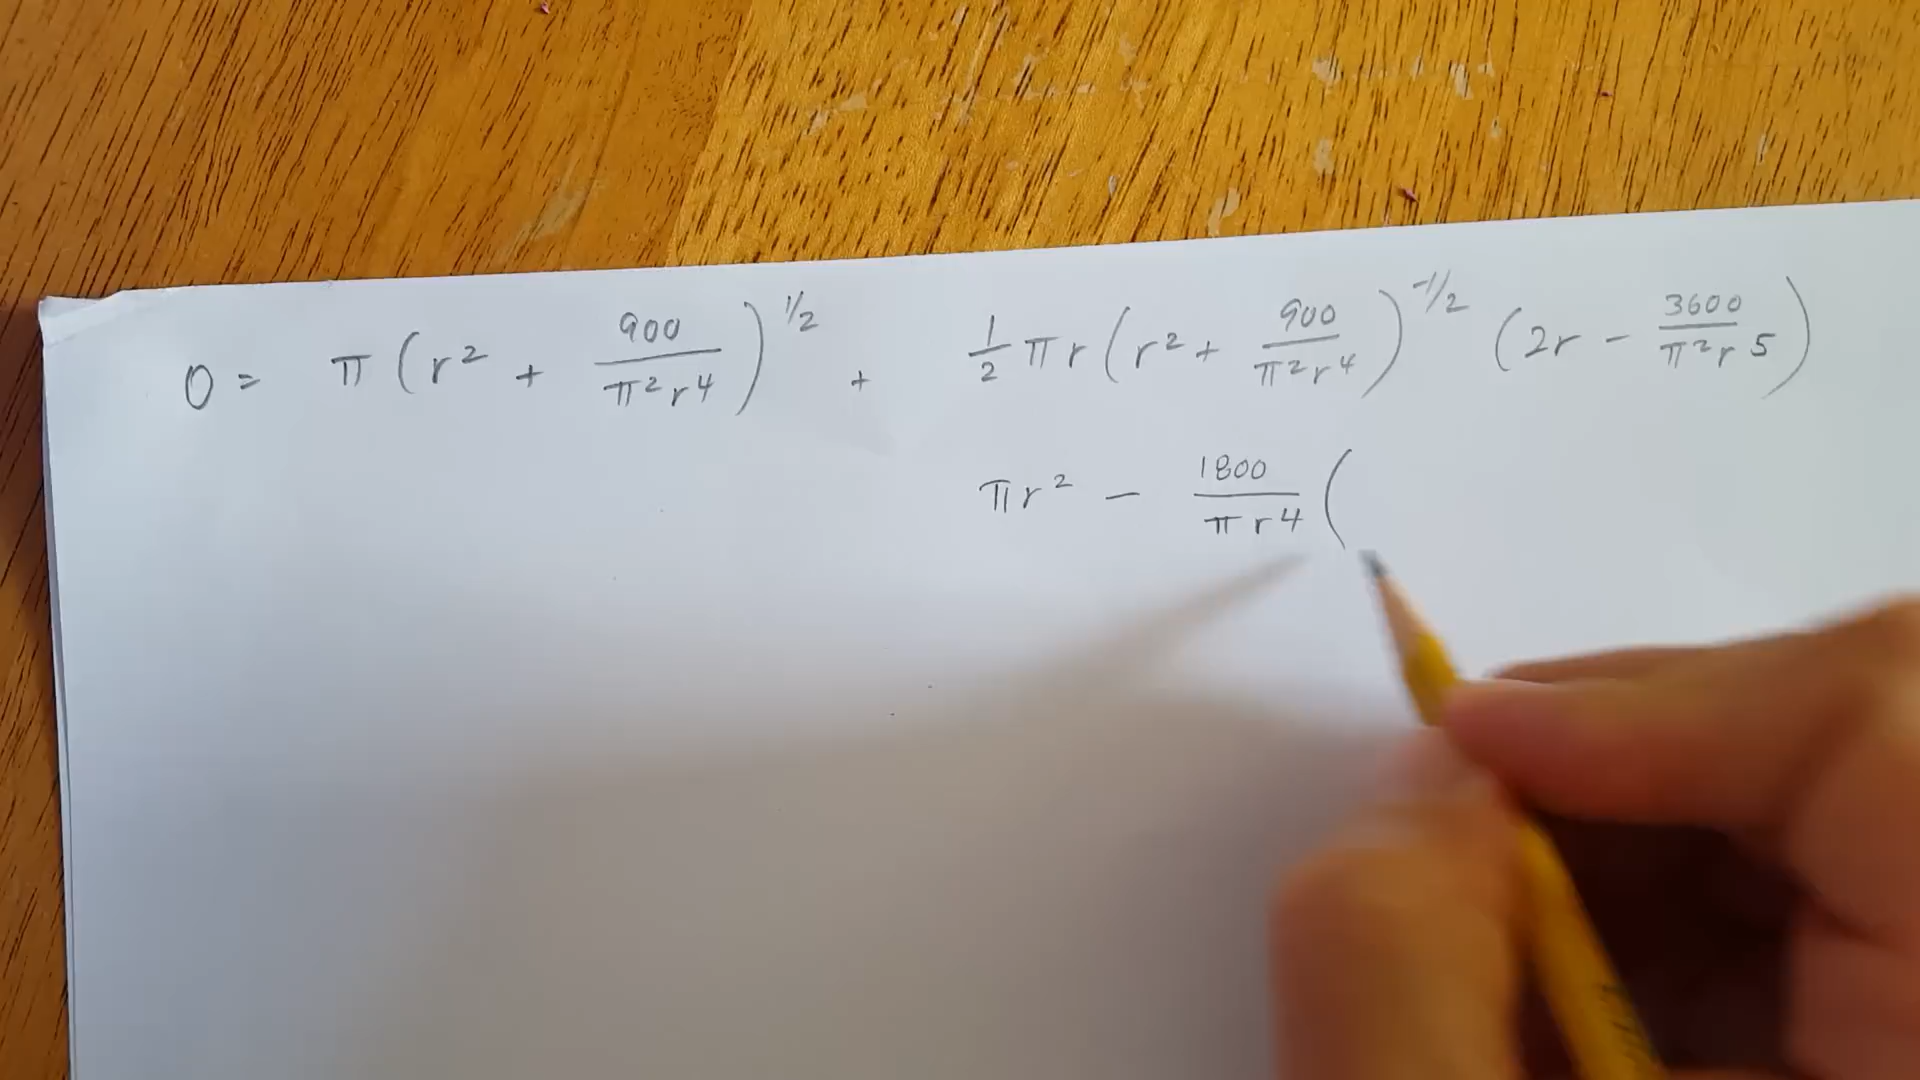 0 = π(r² + 900/π²r⁴)^1/2 + 1/2 πr(r² + 900/π²r⁴)^-1/2 (2r - 3600/π²r5)
πr² - 1800/πr4 (